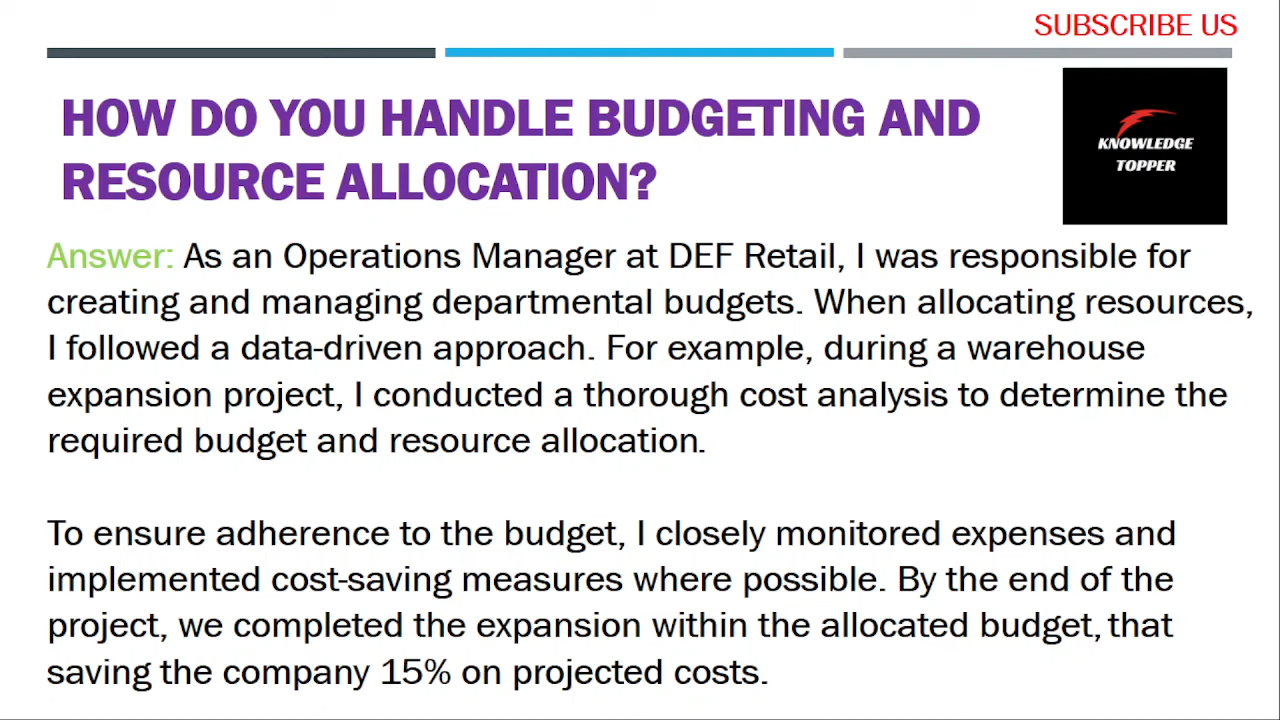 SUBSCRIBE US
HOW DO YOU HANDLE BUDGETING AND
RESOURCE ALLOCATION?
KNOWLEDGE
TOPPER
Answer: As an Operations Manager at DEF Retail, I was responsible for
creating and managing departmental budgets. When allocating resources,
I followed a data-driven approach. For example, during a warehouse
expansion project, I conducted a thorough cost analysis to determine the
required budget and resource allocation.
To ensure adherence to the budget, I closely monitored expenses and
implemented cost-saving measures where possible. By the end of the
project, we completed the expansion within the allocated budget, that
saving the company 15% on projected costs.